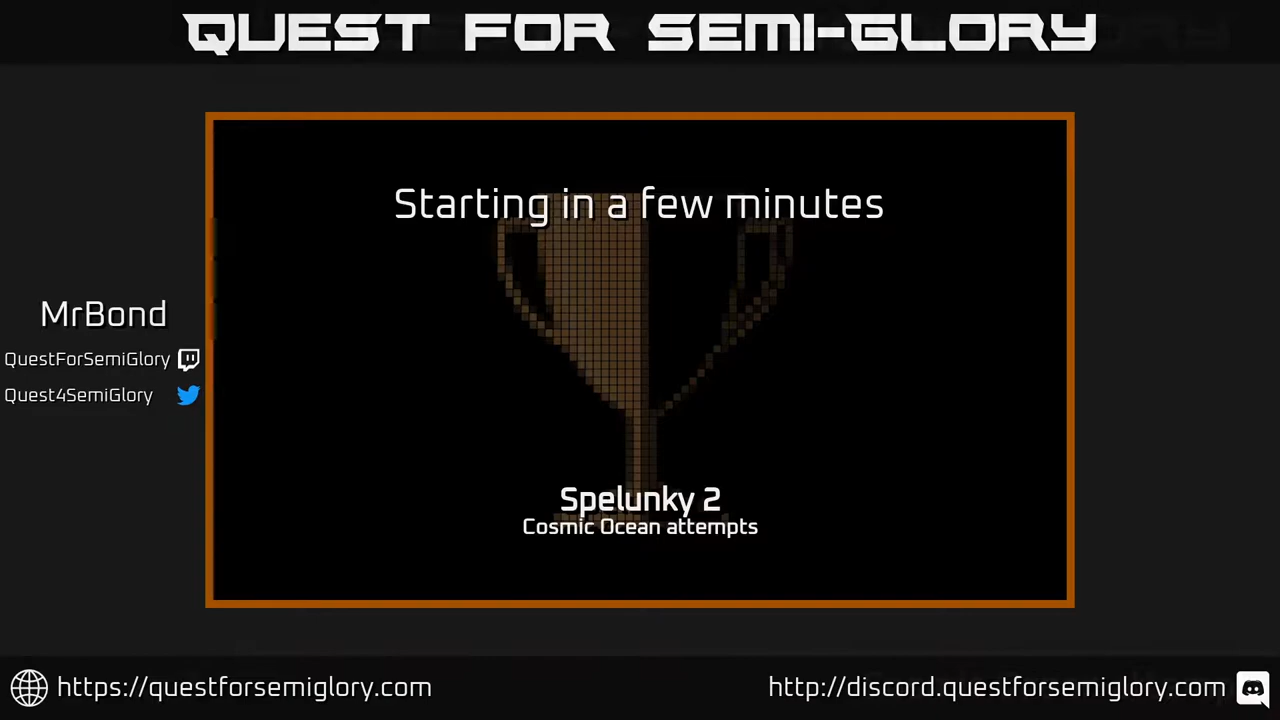 QUEST FOR SEMI-GLORY
Starting in a few minutes
MrBond
QuestForSemiGlory
Quest4SemiGlory
Spelunky 2
Cosmic Ocean attempts
https://questforsemiglory.com
http://discord.questforsemiglory.com